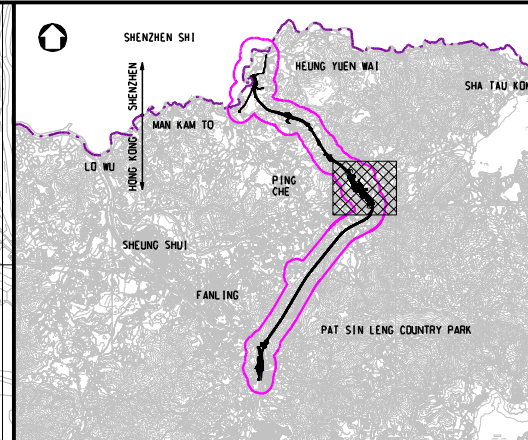 SHENZHEN SHI
HEUNG YUEN WAI
SHENZHEN
SHA TAU KOK
MAN KAM TO
HONG KONG
LO WU
PING
CHE
SHEUNG SHUI
FANLING
PAT SIN LENG COUNTRY PARK